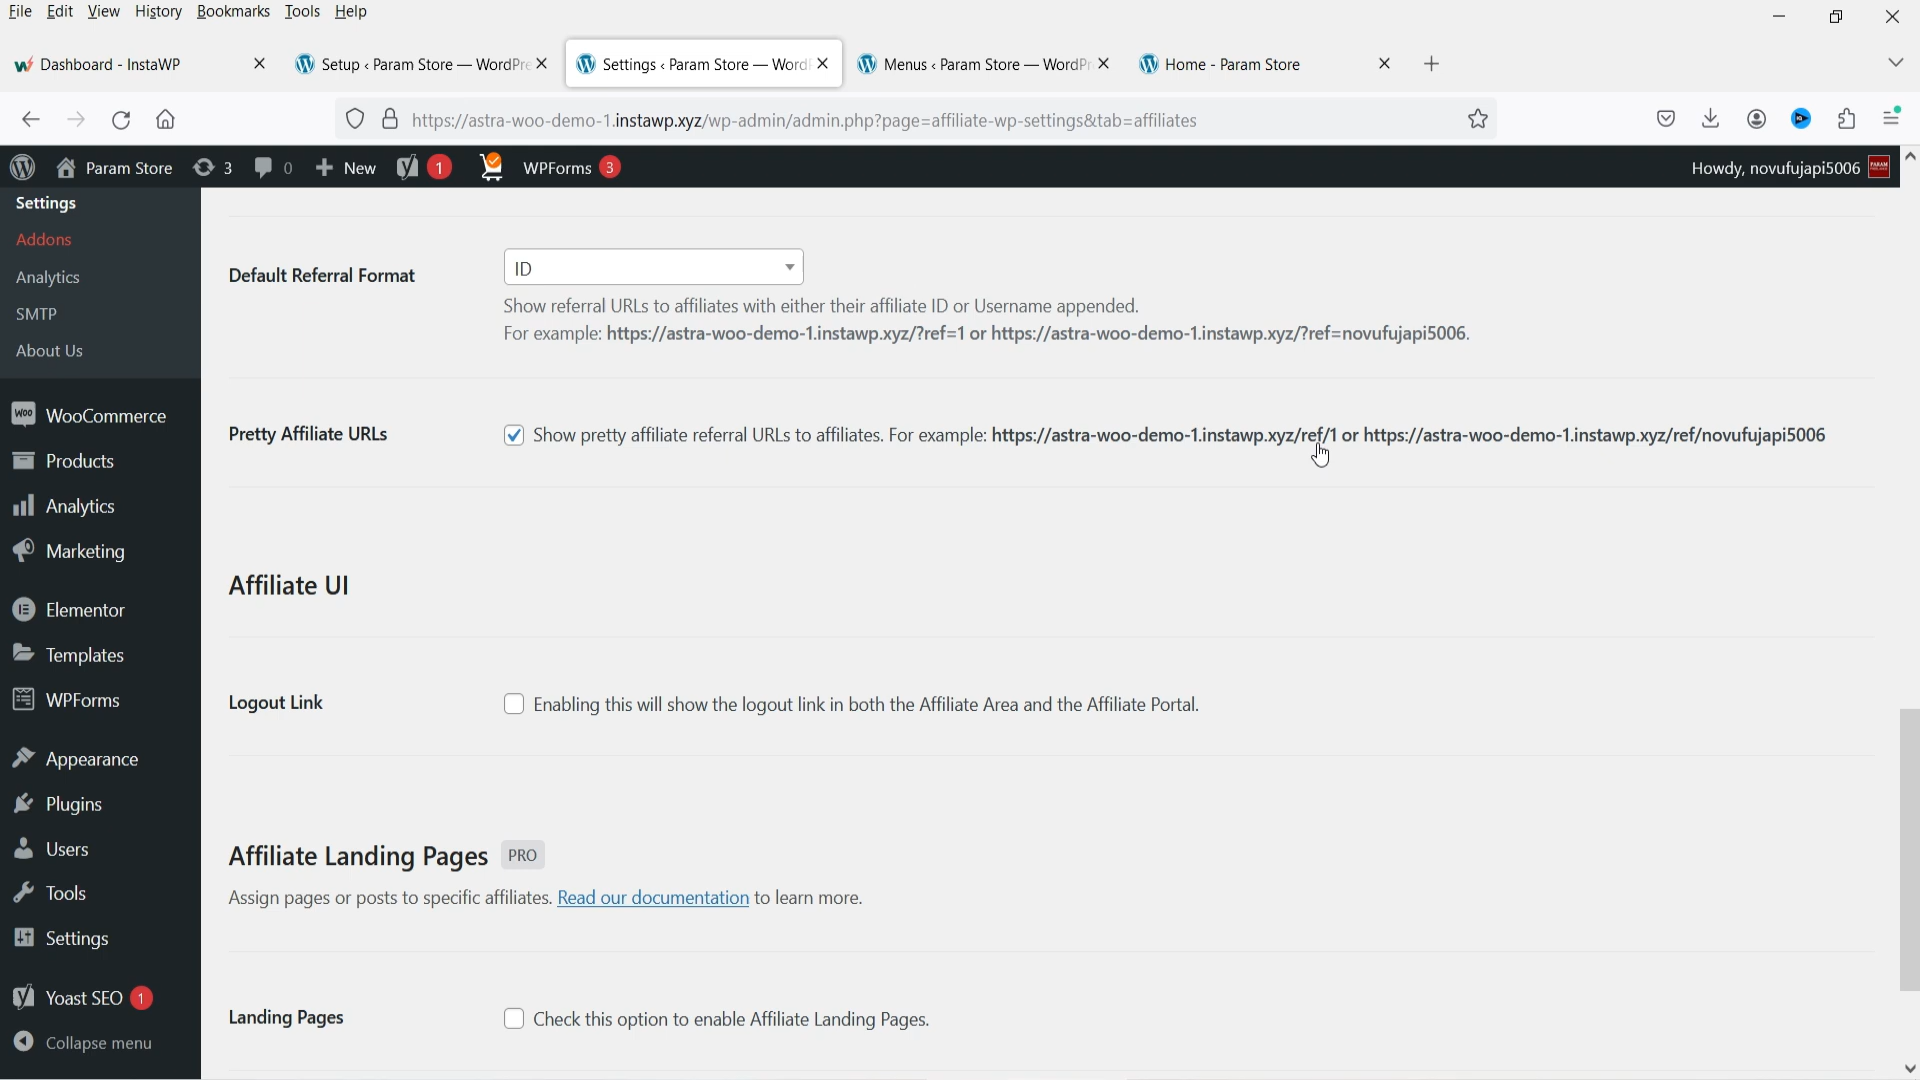 File Edit View History Bookmarks Tools Help
Dashboard - InstaWP
Setup ‹ Param Store — WordPre
Settings ‹ Param Store — Word
Menus ‹ Param Store — WordPr
Home - Param Store
https://astra-woo-demo-1.instawp.xyz/wp-admin/admin.php?page=affiliate-wp-settings&tab=affiliates
Param Store 3 0 New 1 WPForms 3 Howdy, novufujapi5006
Settings
Addons
Analytics
SMTP
About Us
WooCommerce
Products
Analytics
Marketing
Elementor
Templates
WPForms
Appearance
Plugins
Users
Tools
Settings
Yoast SEO 1
Collapse menu
Default Referral Format
ID
Show referral URLs to affiliates with either their affiliate ID or Username appended.
For example: https://astra-woo-demo-1.instawp.xyz/?ref=1 or https://astra-woo-demo-1.instawp.xyz/?ref=novufujapi5006.
Pretty Affiliate URLs
Show pretty affiliate referral URLs to affiliates. For example: https://astra-woo-demo-1.instawp.xyz/ref/1 or https://astra-woo-demo-1.instawp.xyz/ref/novufujapi5006
Affiliate UI
Logout Link
Enabling this will show the logout link in both the Affiliate Area and the Affiliate Portal.
Affiliate Landing Pages PRO
Assign pages or posts to specific affiliates. Read our documentation to learn more.
Landing Pages
Check this option to enable Affiliate Landing Pages.